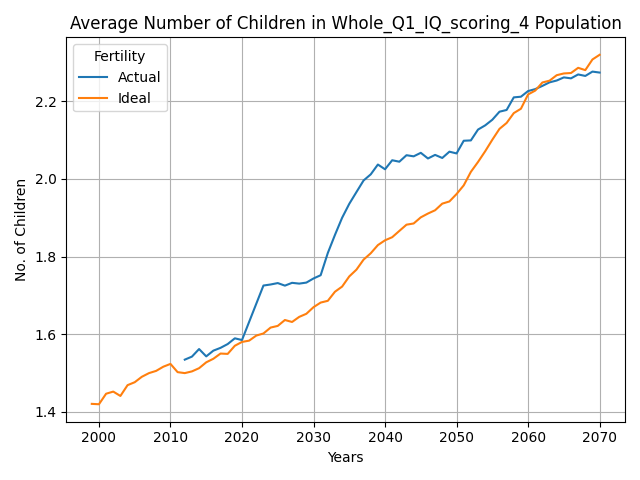 Average Number of Children in Whole_Q1_IQ_scoring_4 Population
Fertility
Actual
Ideal
No. of Children
2.2
2.0
1.8
1.6
1.4
2000 2010 2020 2030 2040 2050 2060 2070
Years